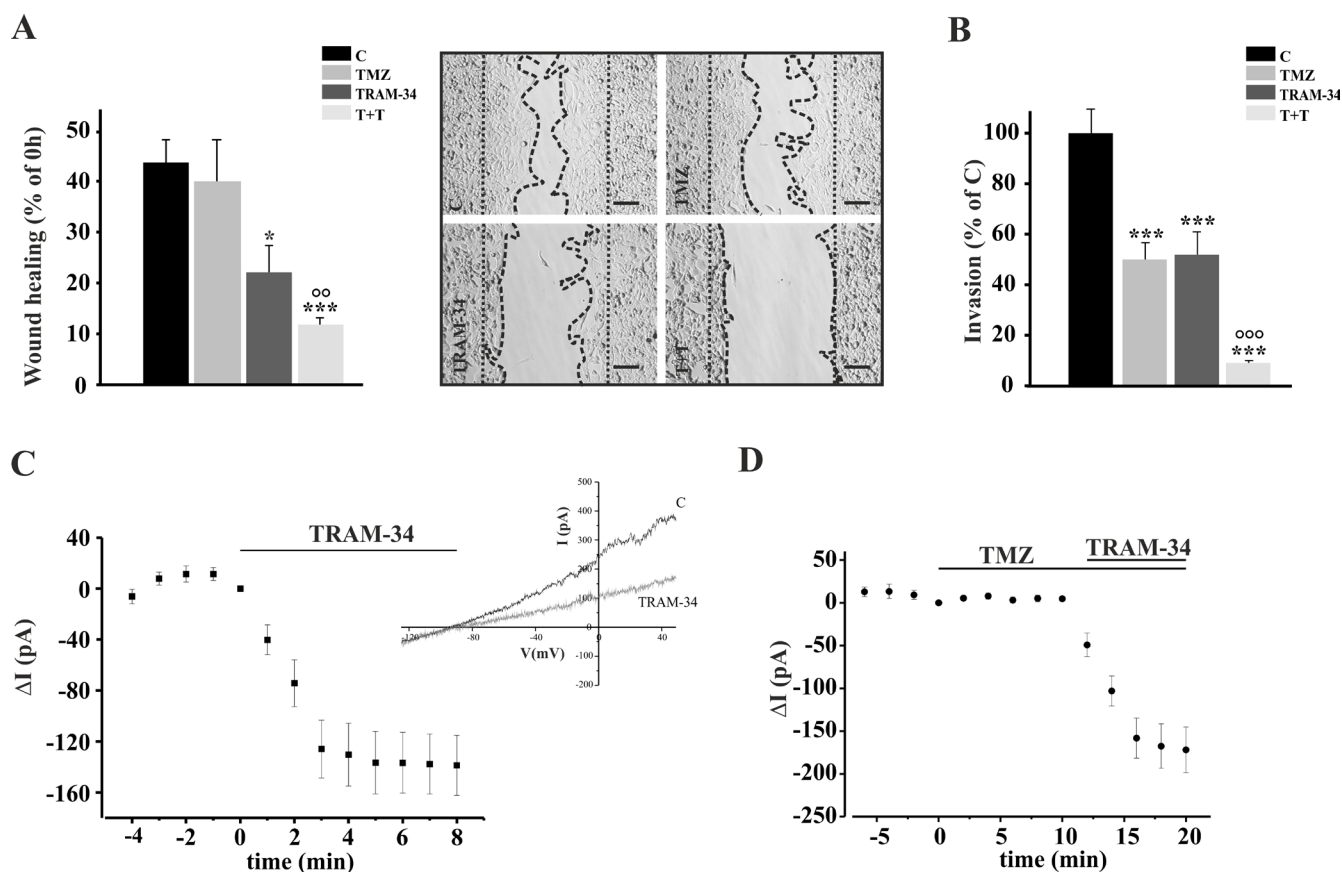 A
C
TMZ
TRAM-34
T+T
Wound healing (% of 0h)
50
40
30
20
10
0
*
°°
***
C
TMZ
TRAM-34
T+T
B
C
TMZ
TRAM-34
T+T
Invasion (% of C)
100
80
60
40
20
0
***
***
°°°
***
C
TRAM-34
ΔI (pA)
40
0
-40
-80
-120
-160
-4
-2
0
2
4
6
8
time (min)
I (pA)
500
400
300
200
100
0
-100
-200
C
TRAM-34
-120
-80
-40
0
40
V(mV)
D
TRAM-34
TMZ
ΔI (pA)
50
0
-50
-100
-150
-200
-250
-5
0
5
10
15
20
time (min)